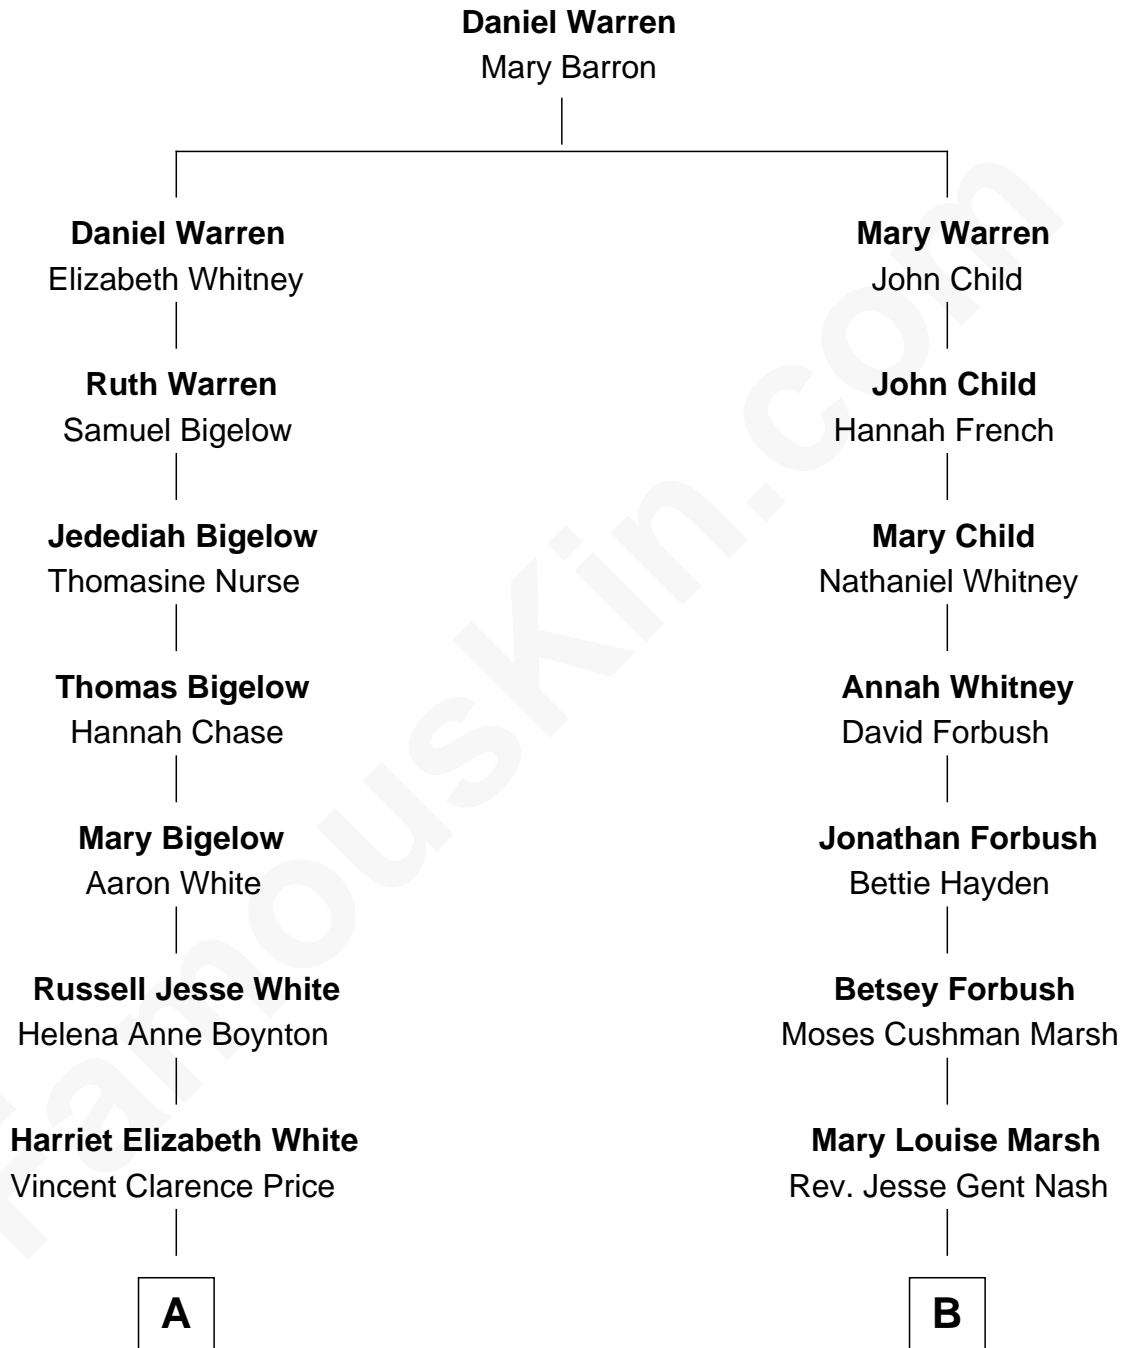 Daniel Warren
Mary Barron
Daniel Warren
Elizabeth Whitney
Ruth Warren
Samuel Bigelow
Jedediah Bigelow
Thomasine Nurse
Thomas Bigelow
Hannah Chase
Mary Bigelow
Aaron White
Russell Jesse White
Helena Anne Boynton
Harriet Elizabeth White
Vincent Clarence Price
A
Mary Warren
John Child
John Child
Hannah French
Mary Child
Nathaniel Whitney
Annah Whitney
David Forbush
Jonathan Forbush
Bettie Hayden
Betsey Forbush
Moses Cushman Marsh
Mary Louise Marsh
Rev. Jesse Gent Nash
B
FamousKin.com